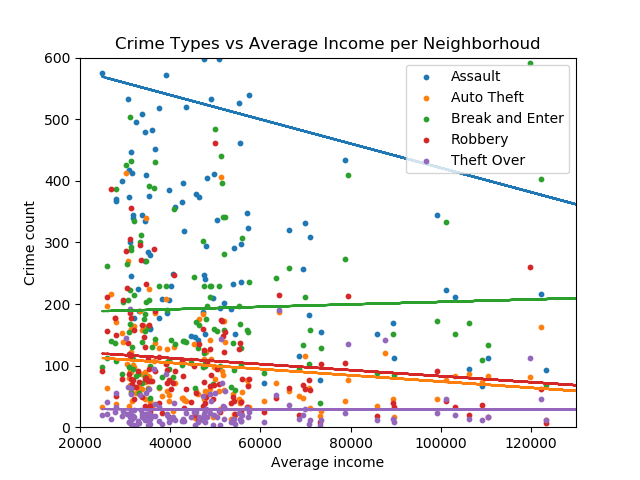 Crime Types vs Average Income per Neighborhoud
600
500
400
300
200
100
0
Crime count
20000 40000 60000 80000 100000 120000
Average income
Assault
Auto Theft
Break and Enter
Robbery
Theft Over